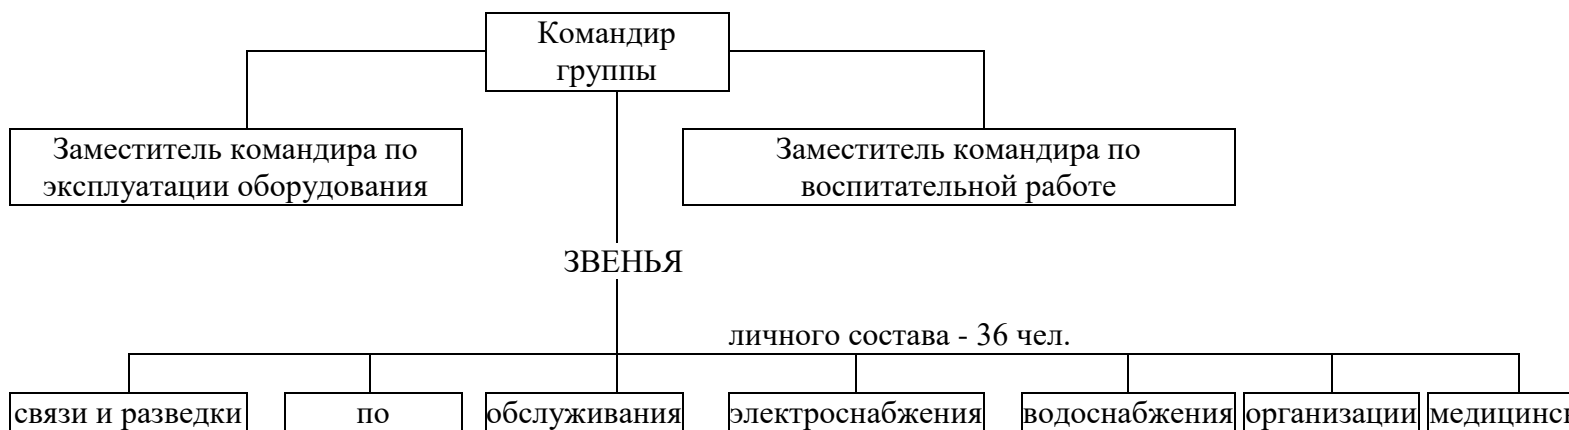 Командир
группы
Заместитель командира по
эксплуатации оборудования
Заместитель командира по
воспитательной работе
ЗВЕНЬЯ
личного состава - 36 чел.
связи и разведки
по
обслуживания
электроснабжения
водоснабжения
организации